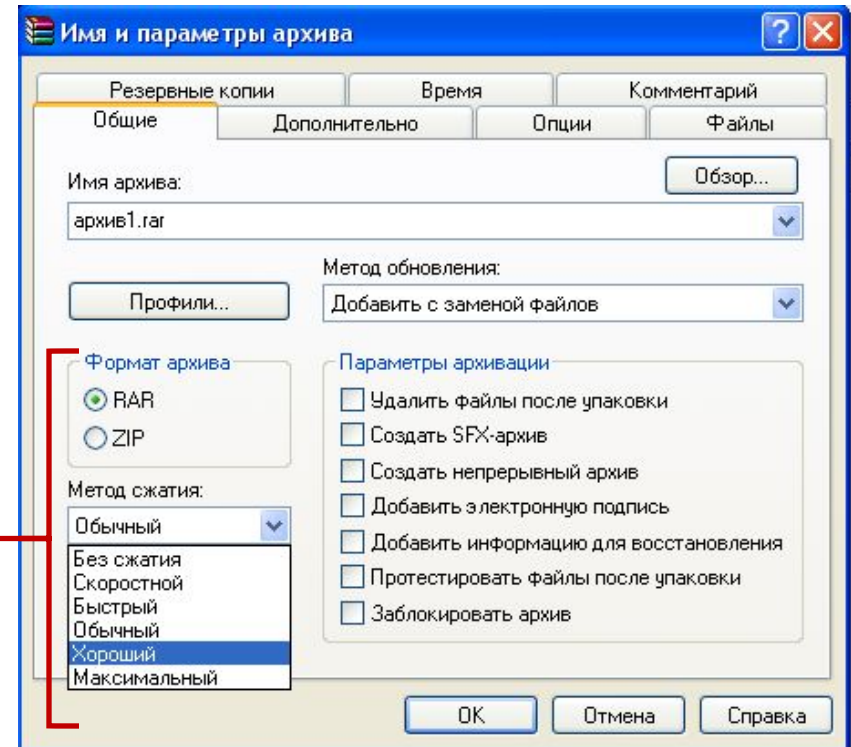 Имя и параметры архива
Резервные копии Время Комментарий
Общие Дополнительно Опции Файлы
Имя архива:
Обзор...
архив1.rar
Метод обновления:
Профили...
Добавить с заменой файлов
Формат архива
RAR
ZIP
Метод сжатия:
Обычный
Без сжатия
Скоростной
Быстрый
Обычный
Хороший
Максимальный
Параметры архивации
Удалить файлы после упаковки
Создать SFX-архив
Создать непрерывный архив
Добавить электронную подпись
Добавить информацию для восстановления
Протестировать файлы после упаковки
Заблокировать архив
OK Отмена Справка